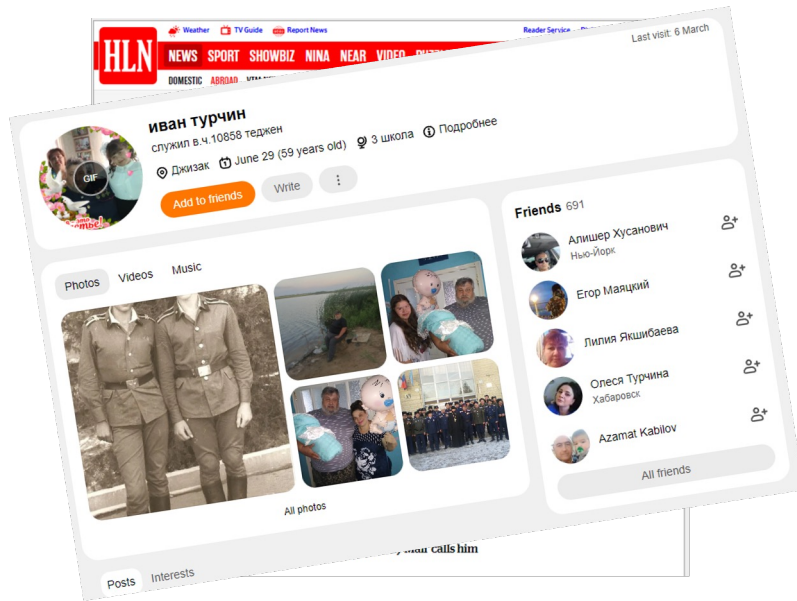 Weather TV Guide Report News Reader Service
HLN
NEWS SPORT SHOWBIZ NINA NEAR VIDEO
DOMESTIC ABROAD
Last visit: 6 March
иван турчин
служил в.ч.10858 теджен
Джизак June 29 (59 years old) 3 школа Подробнее
GIF
Add to friends Write
Photos Videos Music
All photos
Friends 691
Алишер Хусанович
Нью-Йорк
Егор Маяцкий
Лилия Якшибаева
Олеся Турчина
Хабаровск
Azamat Kabilov
All friends
calls him
Posts Interests